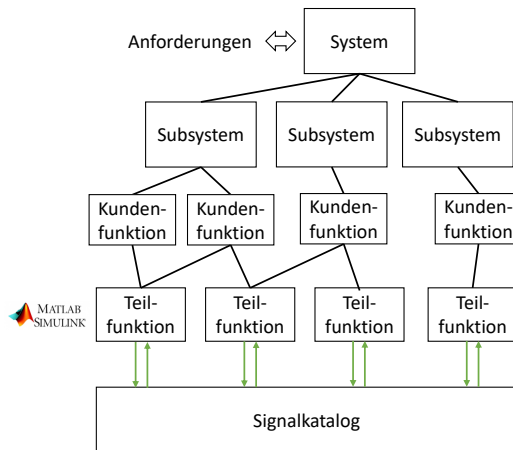 Anforderungen
System
Subsystem
Subsystem
Subsystem
Kunden-
funktion
Kunden-
funktion
Kunden-
funktion
Kunden-
funktion
MATLAB
SIMULINK
Teil-
funktion
Teil-
funktion
Teil-
funktion
Teil-
funktion
Signalkatalog